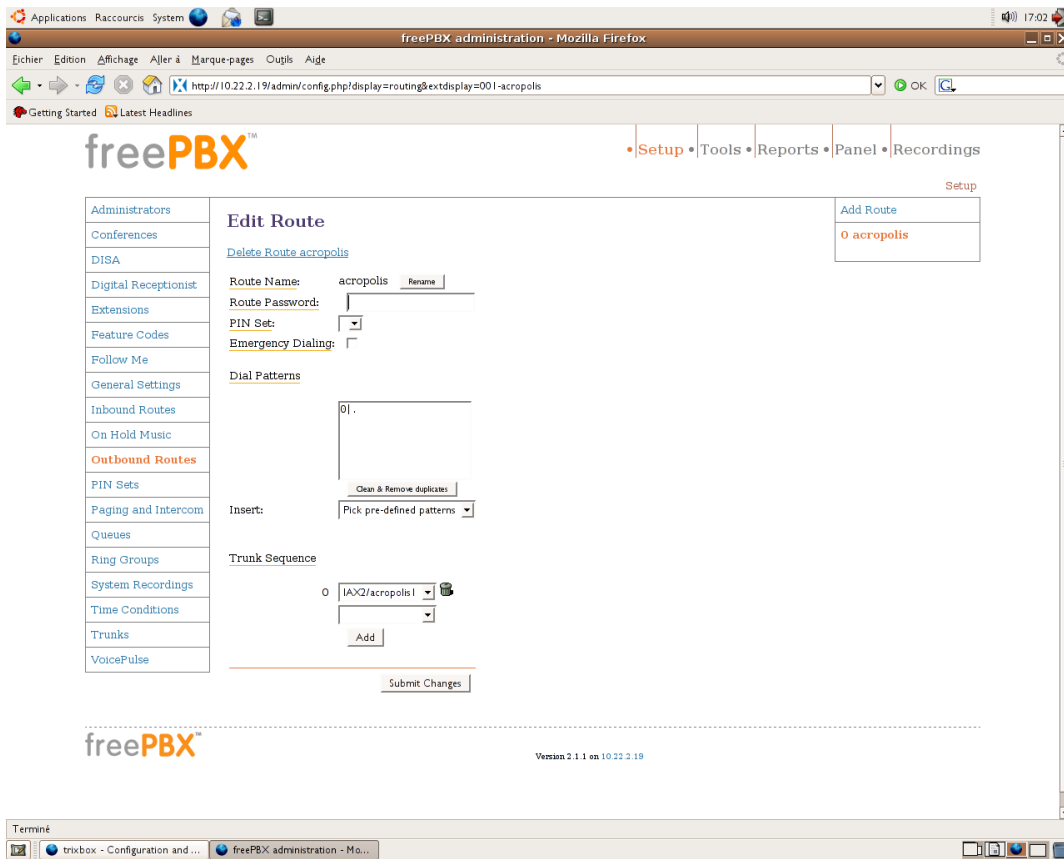 Applications Raccourcis System 17:02
freePBX administration - Mozilla Firefox
Fichier Edition Affichage Aller à Marque-pages Outils Aide
http://10.22.2.19/admin/config.php?display=routing&extdisplay=001-acropolis OK
Getting Started Latest Headlines
freePBX™
• Setup • Tools • Reports • Panel • Recordings
Setup
Administrators
Conferences
DISA
Digital Receptionist
Extensions
Feature Codes
Follow Me
General Settings
Inbound Routes
On Hold Music
Outbound Routes
PIN Sets
Paging and Intercom
Queues
Ring Groups
System Recordings
Time Conditions
Trunks
VoicePulse
Edit Route
Delete Route acropolis
Route Name: acropolis Rename
Route Password:
PIN Set:
Emergency Dialing:
Dial Patterns
0|.
Clean & Remove duplicates
Insert: Pick pre-defined patterns
Trunk Sequence
0 IAX2/acropolis1
Add
Submit Changes
Add Route
0 acropolis
freePBX™
Version 2.1.1 on 10.22.2.19
Terminé
trixbox - Configuration and ... freePBX administration - Mo...